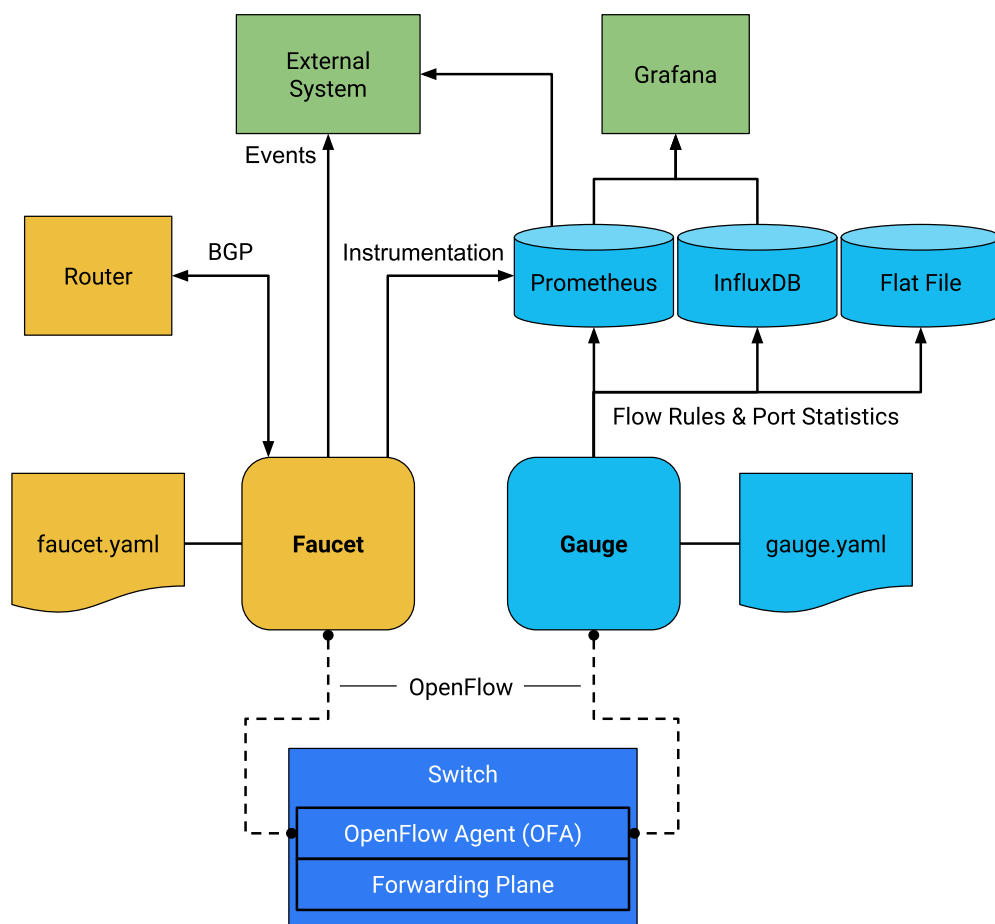 External
System
Grafana
Events
Router
BGP
Instrumentation
Prometheus
InfluxDB
Flat File
Flow Rules & Port Statistics
faucet.yaml
Faucet
Gauge
gauge.yaml
OpenFlow
Switch
OpenFlow Agent (OFA)
Forwarding Plane